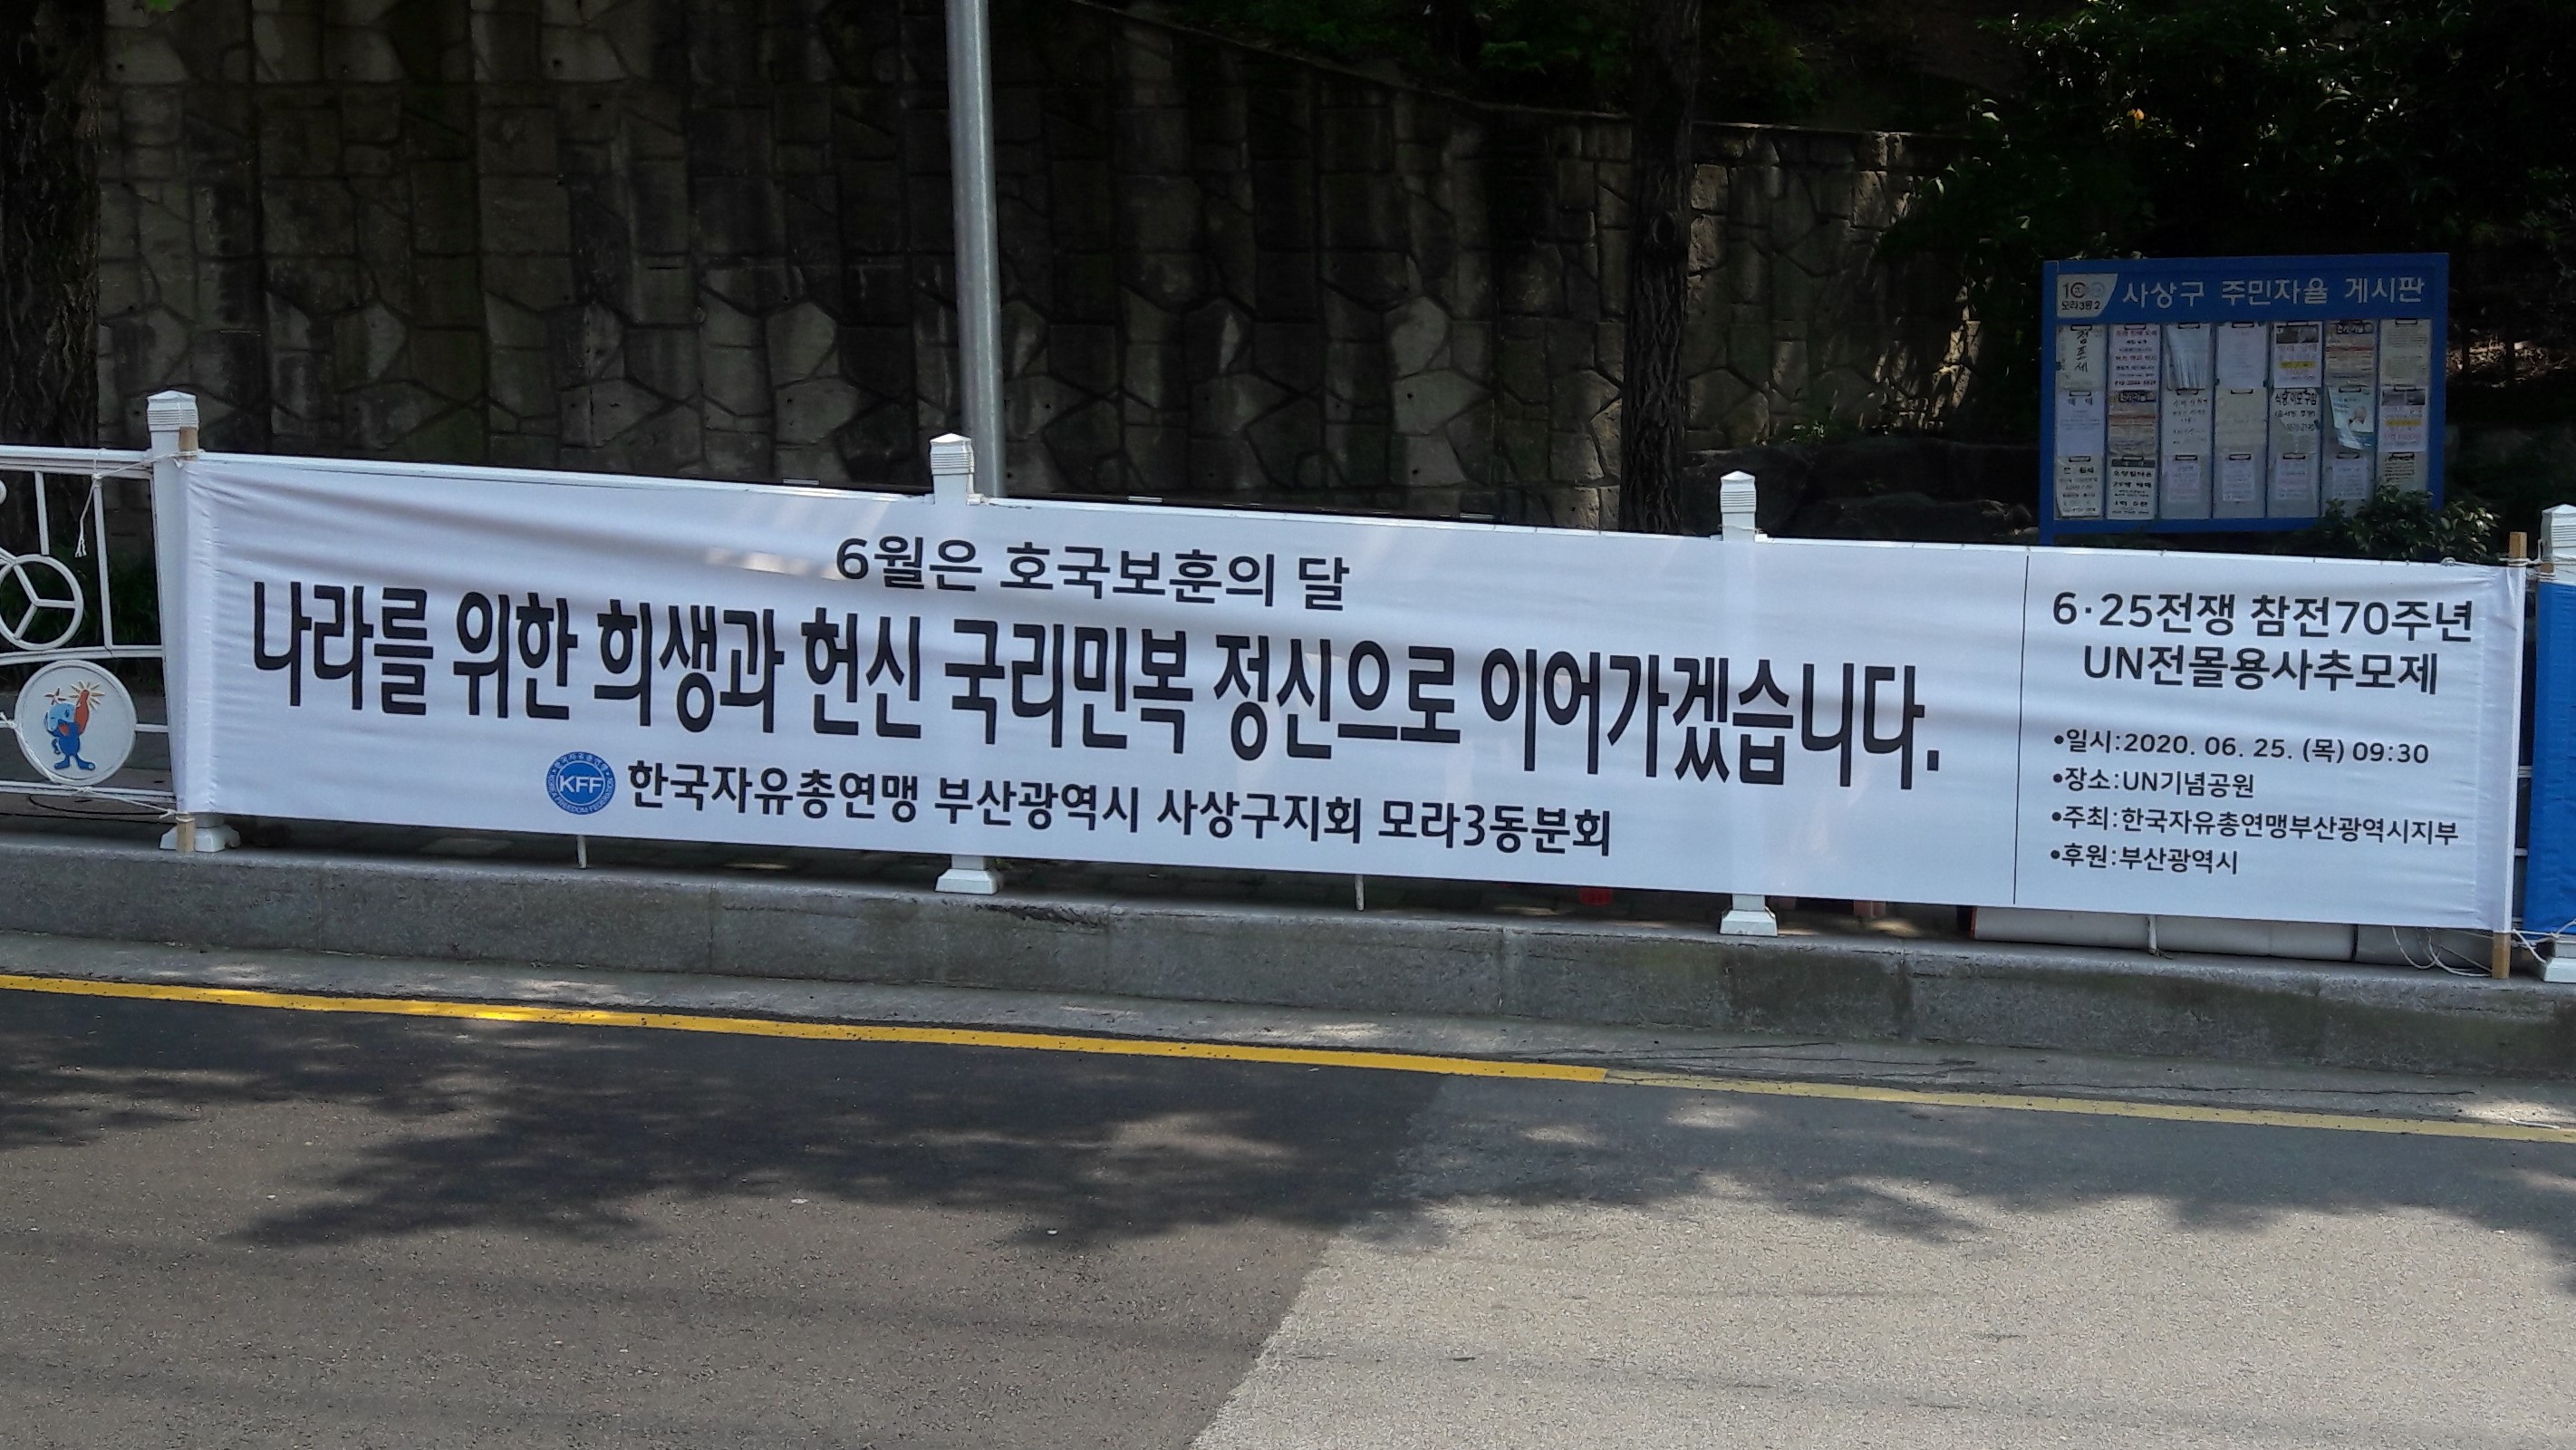 6월은 호국보훈의 달
나라를 위한 희생과 헌신 국리민복 정신으로 이어가겠습니다.
KFF
한국자유총연맹 부산광역시 사상구지회 모라3동분회
6·25전쟁 참전70주년
UN전몰용사추모제
•일시:2020. 06. 25. (목) 09:30
•장소:UN기념공원
•주최:한국자유총연맹부산광역시지부
•후원:부산광역시
사상구 주민자율 게시판
모라3동2